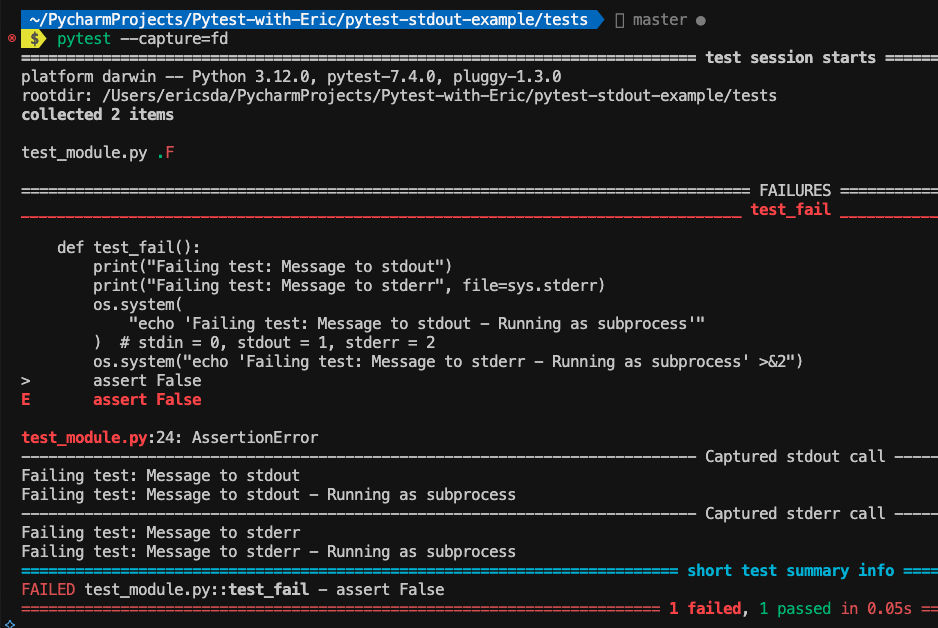 ~/PycharmProjects/Pytest-with-Eric/pytest-stdout-example/tests master ●
$ pytest --capture=fd
============================================================================ test session starts ======
platform darwin -- Python 3.12.0, pytest-7.4.0, pluggy-1.3.0
rootdir: /Users/ericsda/PycharmProjects/Pytest-with-Eric/pytest-stdout-example/tests
collected 2 items
test_module.py .F
================================================================================= FAILURES ===========
________________________________________________________________________________ test_fail ___________
    def test_fail():
        print("Failing test: Message to stdout")
        print("Failing test: Message to stderr", file=sys.stderr)
        os.system(
            "echo 'Failing test: Message to stdout - Running as subprocess'"
        )  # stdin = 0, stdout = 1, stderr = 2
        os.system("echo 'Failing test: Message to stderr - Running as subprocess' >&2")
>       assert False
E       assert False
test_module.py:24: AssertionError
--------------------------------------------------------------------------- Captured stdout call -----
Failing test: Message to stdout
Failing test: Message to stdout - Running as subprocess
--------------------------------------------------------------------------- Captured stderr call -----
Failing test: Message to stderr
Failing test: Message to stderr - Running as subprocess
========================================================================= short test summary info ====
FAILED test_module.py::test_fail - assert False
======================================================================= 1 failed, 1 passed in 0.05s ==